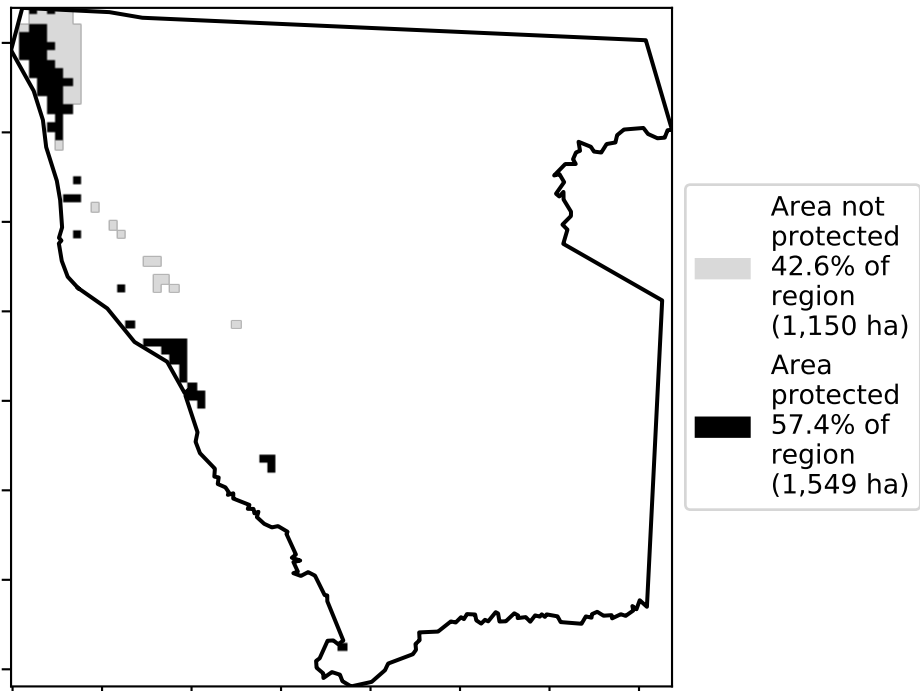 Area not
protected
42.6% of
region
(1,150 ha)
Area
protected
57.4% of
region
(1,549 ha)